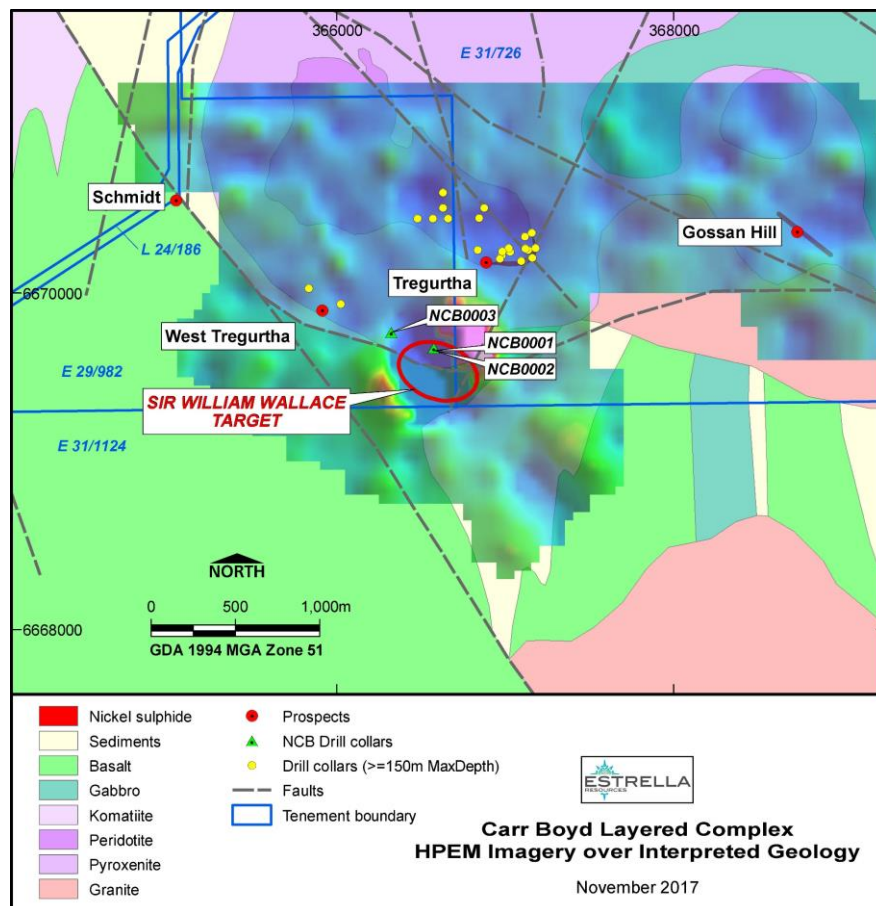 366000
368000
E 31/726
Schmidt
L 24/186
Gossan Hill
Tregurtha
6670000
NCB0003
West Tregurtha
NCB0001
NCB0002
E 29/982
SIR WILLIAM WALLACE
TARGET
E 31/1124
NORTH
0 500 1,000m
6668000
GDA 1994 MGA Zone 51
Nickel sulphide
Sediments
Basalt
Gabbro
Komatiite
Peridotite
Pyroxenite
Granite
Prospects
NCB Drill collars
Drill collars (>=150m MaxDepth)
Faults
Tenement boundary
ESTRELLA
RESOURCES
Carr Boyd Layered Complex
HPEM Imagery over Interpreted Geology
November 2017